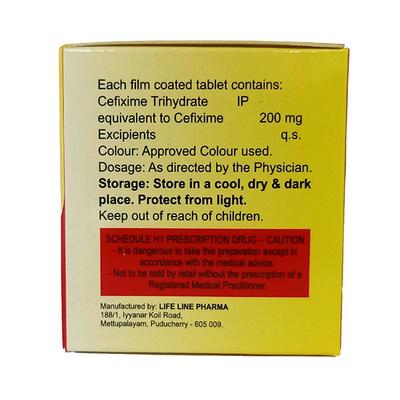 Each film coated tablet contains:
Cefixime Trihydrate IP
equivalent to Cefixime 200 mg
Excipients q.s.
Colour: Approved Colour used.
Dosage: As directed by the Physician.
Storage: Store in a cool, dry & dark
place. Protect from light.
Keep out of reach of children.
SCHEDULE H1 PRESCRIPTION DRUG – CAUTION
- It is dangerous to take this preparation except in
accordance with the medical advice.
- Not to be sold by retail without the prescription of a
Registered Medical Practitioner.
Manufactured by: LIFE LINE PHARMA
188/1, Iyyanar Koil Road,
Mettupalayam, Puducherry - 605 009.